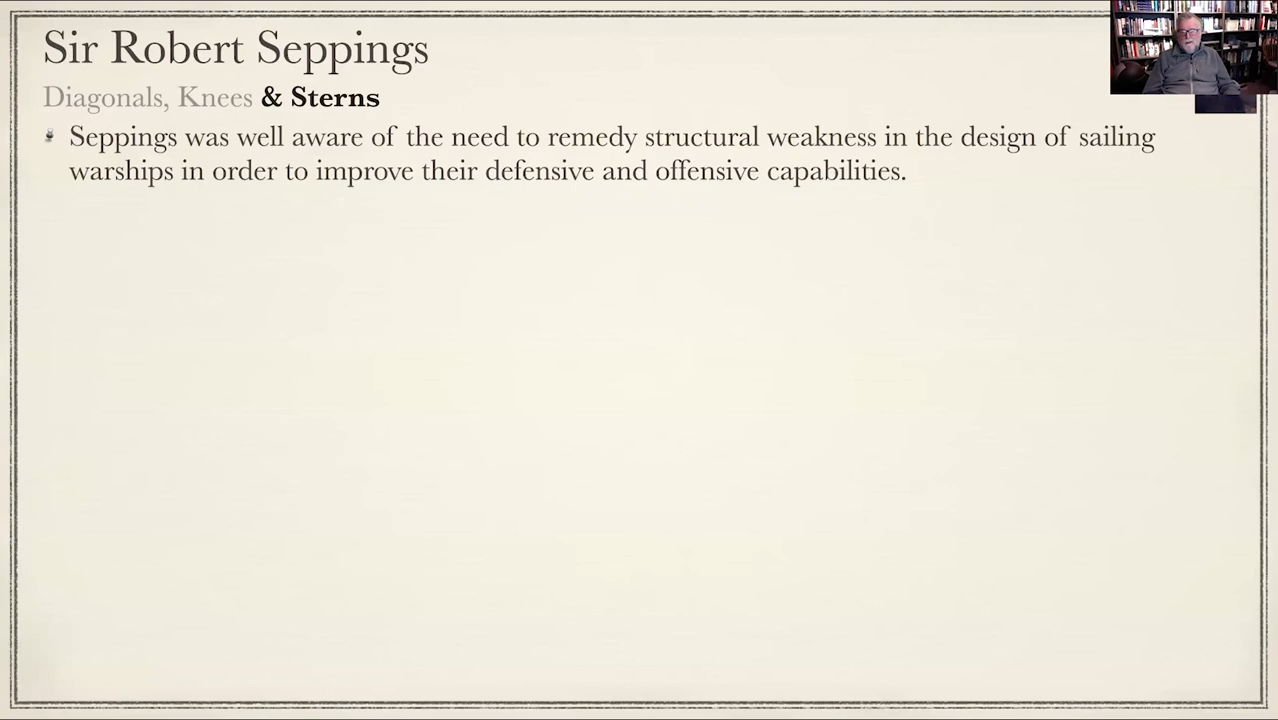 Sir Robert Seppings
Diagonals, Knees & Sterns
Seppings was well aware of the need to remedy structural weakness in the design of sailing
warships in order to improve their defensive and offensive capabilities.